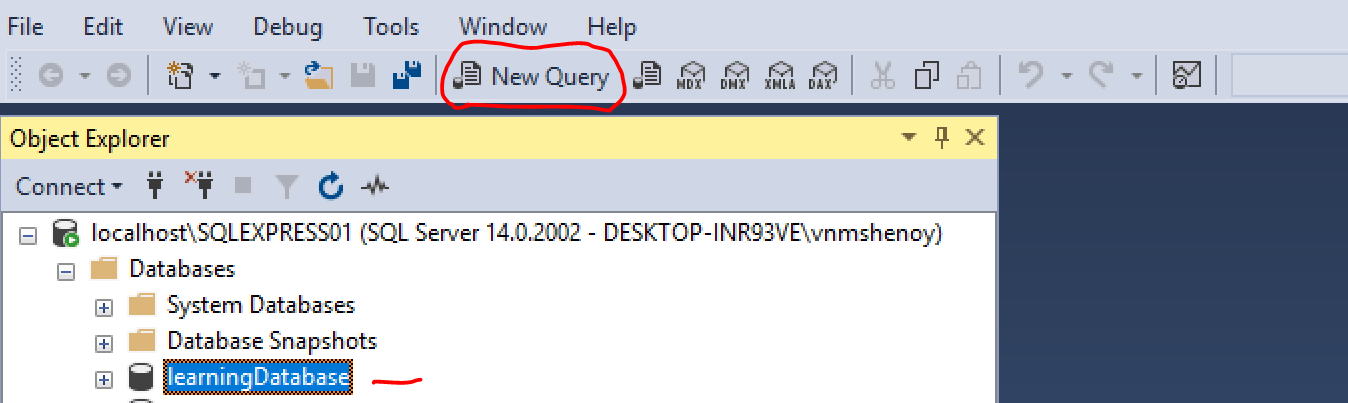 File Edit View Debug Tools Window Help
New Query MDX DMX XMLA DAX
Object Explorer
Connect
localhost\SQLEXPRESS01 (SQL Server 14.0.2002 - DESKTOP-INR93VE\vnmshenoy)
Databases
System Databases
Database Snapshots
learningDatabase